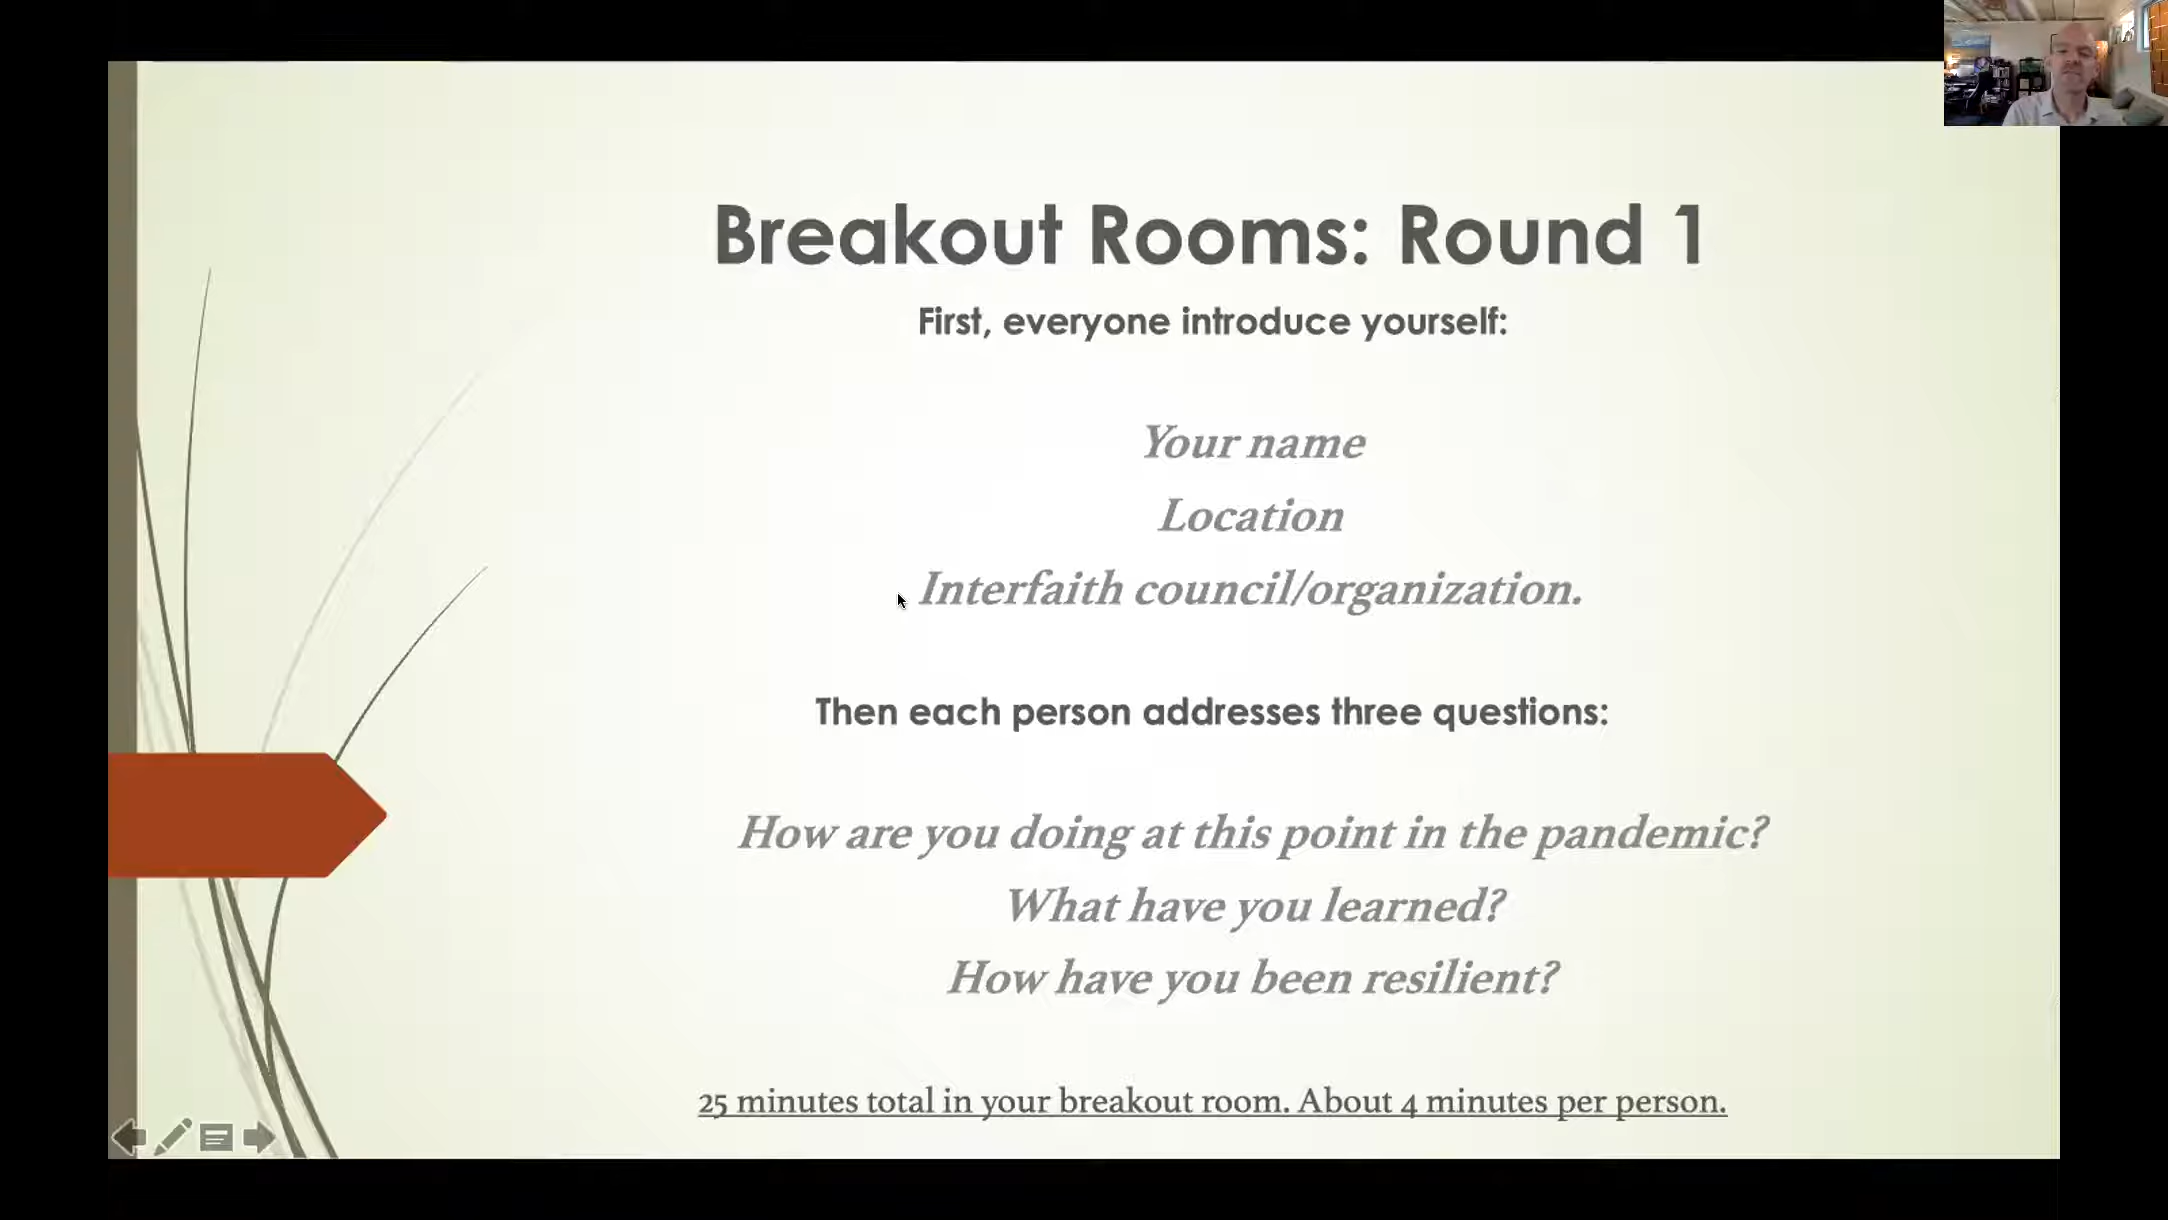 Breakout Rooms: Round 1
First, everyone introduce yourself:
Your name
Location
Interfaith council/organization.
Then each person addresses three questions:
How are you doing at this point in the pandemic?
What have you learned?
How have you been resilient?
25 minutes total in your breakout room. About 4 minutes per person.